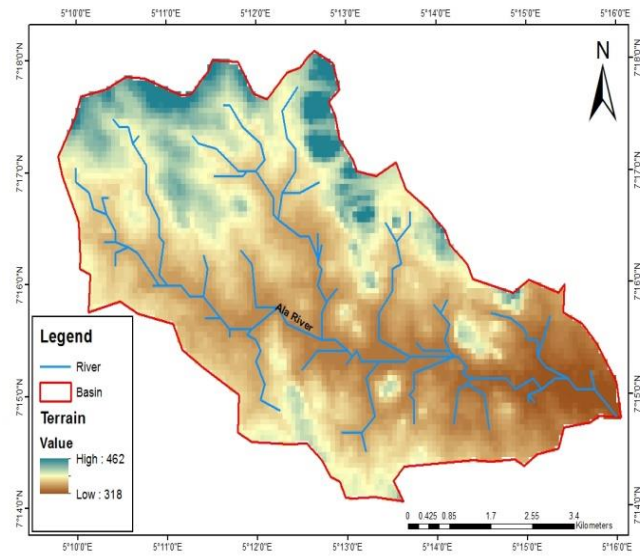 5°10'0"E 5°11'0"E 5°12'0"E 5°13'0"E 5°14'0"E 5°15'0"E 5°16'0"E
7°18'0"N 7°18'0"N
N
7°17'0"N 7°17'0"N
7°16'0"N 7°16'0"N
Ala River
Legend
River
Basin
Terrain
Value
High : 462
Low : 318
7°15'0"N 7°15'0"N
7°14'0"N 7°14'0"N
0 0.425 0.85 1.7 2.55 3.4
Kilometers
5°10'0"E 5°11'0"E 5°12'0"E 5°13'0"E 5°14'0"E 5°15'0"E 5°16'0"E